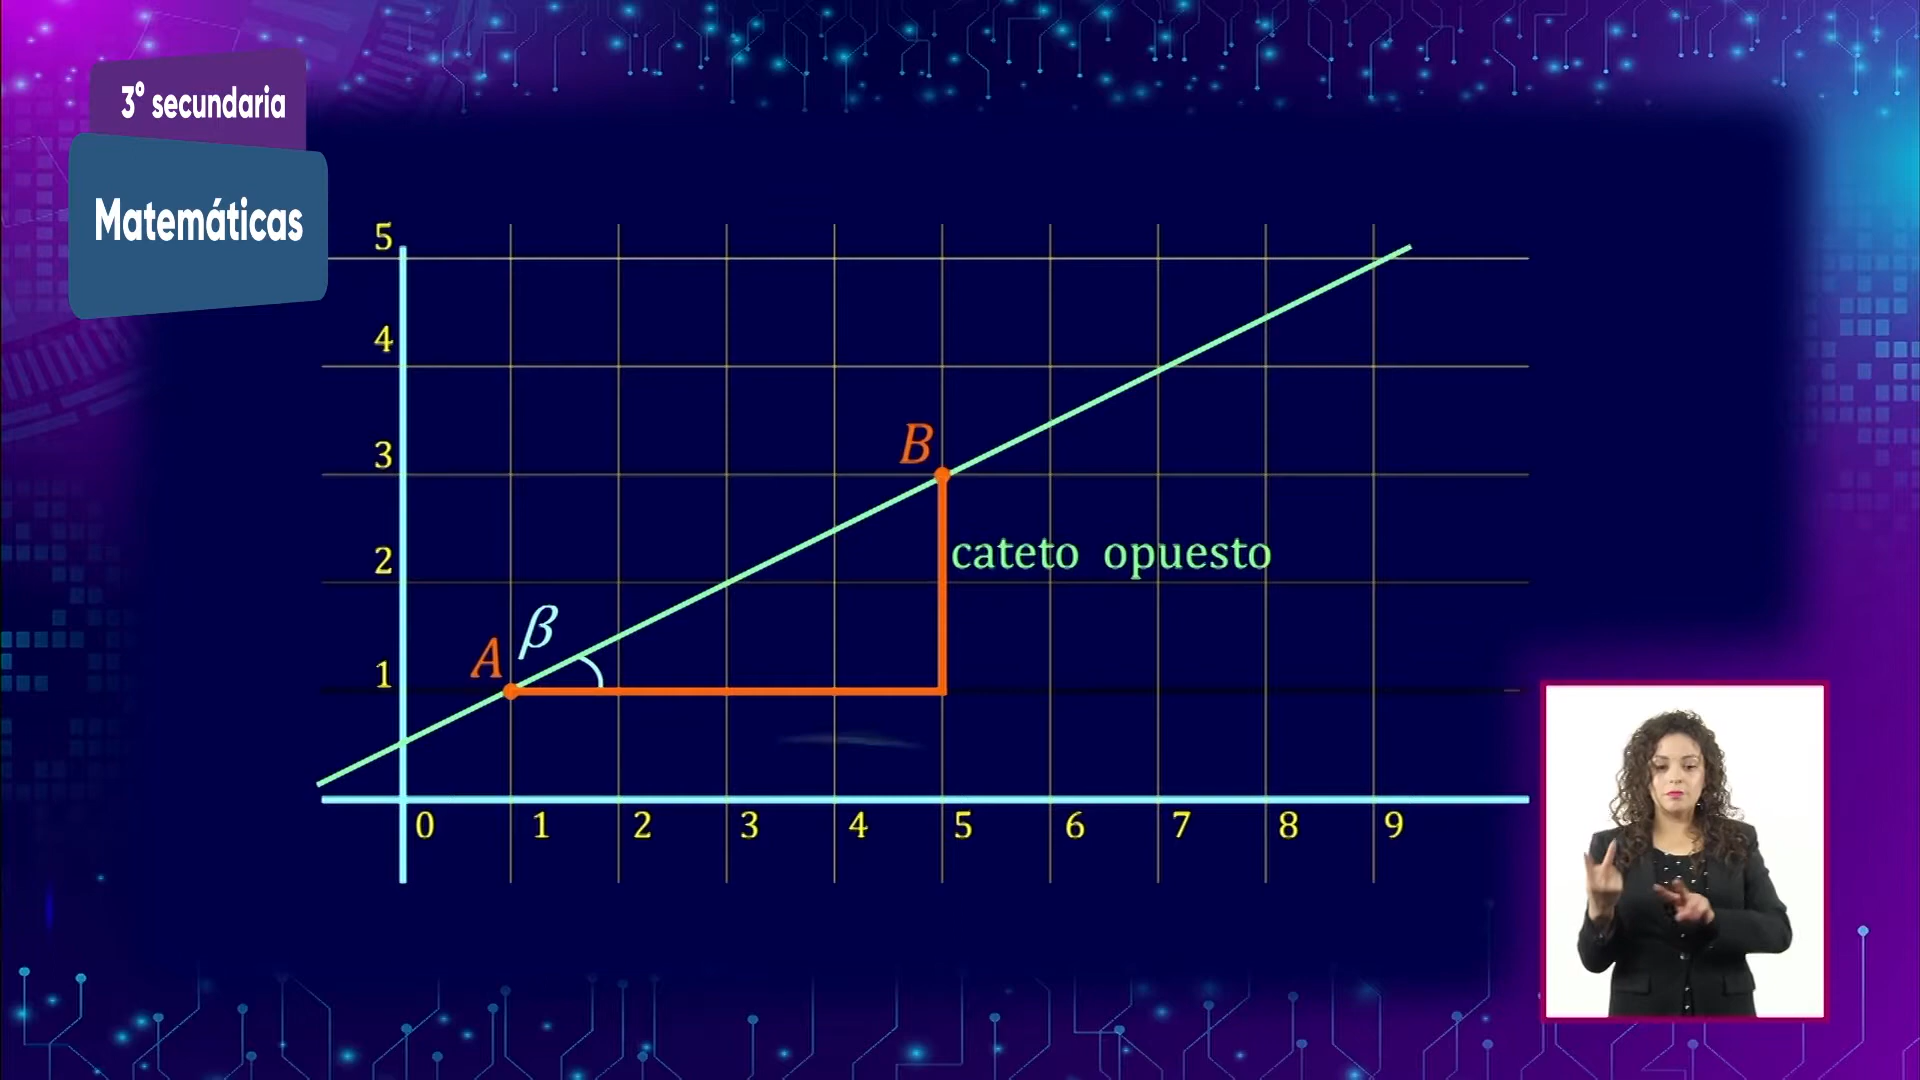 3° secundaria
Matemáticas
5
4
3
B
cateto opuesto
2
β
A
1
0 1 2 3 4 5 6 7 8 9